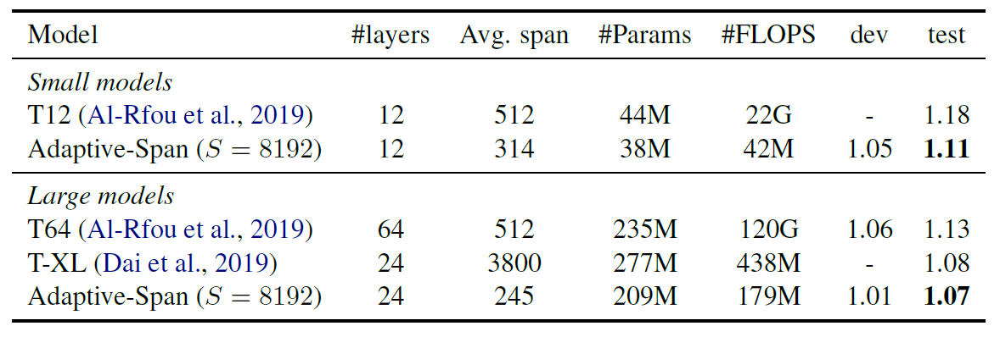 Model #layers Avg. span #Params #FLOPS dev test
Small models
T12 (Al-Rfou et al., 2019) 12 512 44M 22G - 1.18
Adaptive-Span (S = 8192) 12 314 38M 42M 1.05 1.11
Large models
T64 (Al-Rfou et al., 2019) 64 512 235M 120G 1.06 1.13
T-XL (Dai et al., 2019) 24 3800 277M 438M - 1.08
Adaptive-Span (S = 8192) 24 245 209M 179M 1.01 1.07